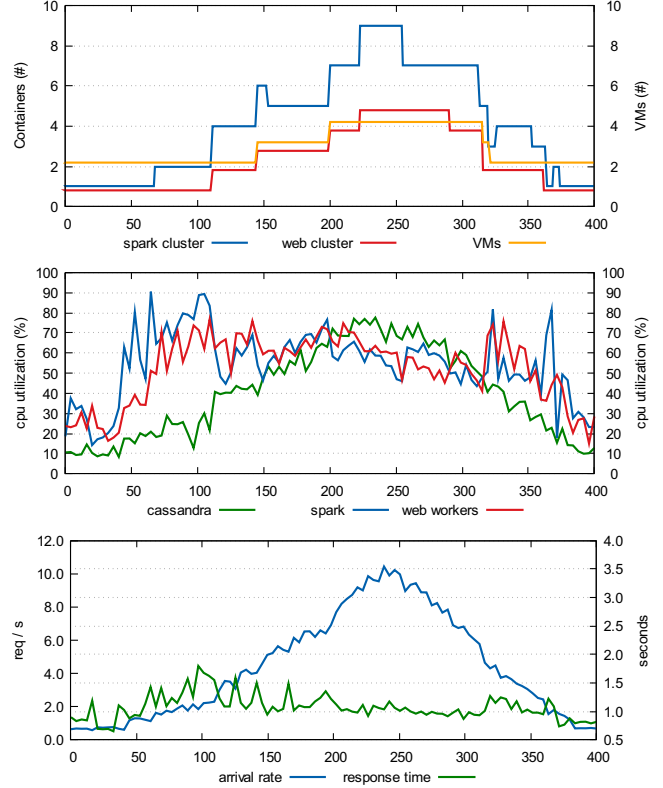 10 10
8 8
6 6
4 4
2 2
0 0
Containers (#)
VMs (#)
0 50 100 150 200 250 300 350 400
spark cluster web cluster VMs
100 100
90 90
80 80
70 70
60 60
50 50
40 40
30 30
20 20
10 10
0 0
cpu utilization (%)
cpu utilization (%)
0 50 100 150 200 250 300 350 400
cassandra spark web workers
12.0 4.0
3.5
10.0
3.0
8.0
2.5
6.0
2.0
4.0
1.5
2.0
1.0
0.0 0.5
req / s
seconds
0 50 100 150 200 250 300 350 400
arrival rate response time